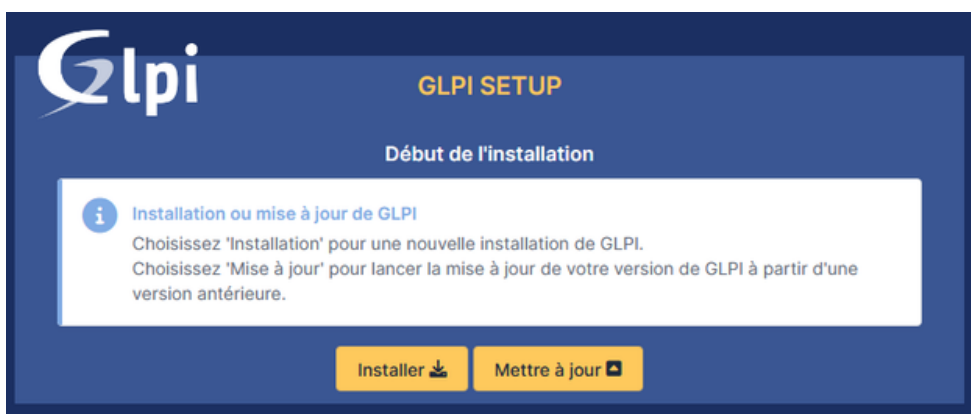 Glpi
GLPI SETUP
Début de l'installation
Installation ou mise à jour de GLPI
Choisissez 'Installation' pour une nouvelle installation de GLPI.
Choisissez 'Mise à jour' pour lancer la mise à jour de votre version de GLPI à partir d'une
version antérieure.
Installer
Mettre à jour